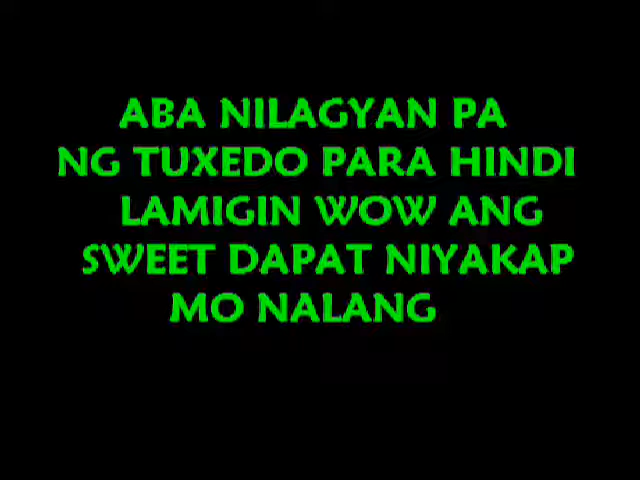 ABA NILAGYAN PA
NG TUXEDO PARA HINDI
LAMIGIN WOW ANG
SWEET DAPAT NIYAKAP
MO NALANG